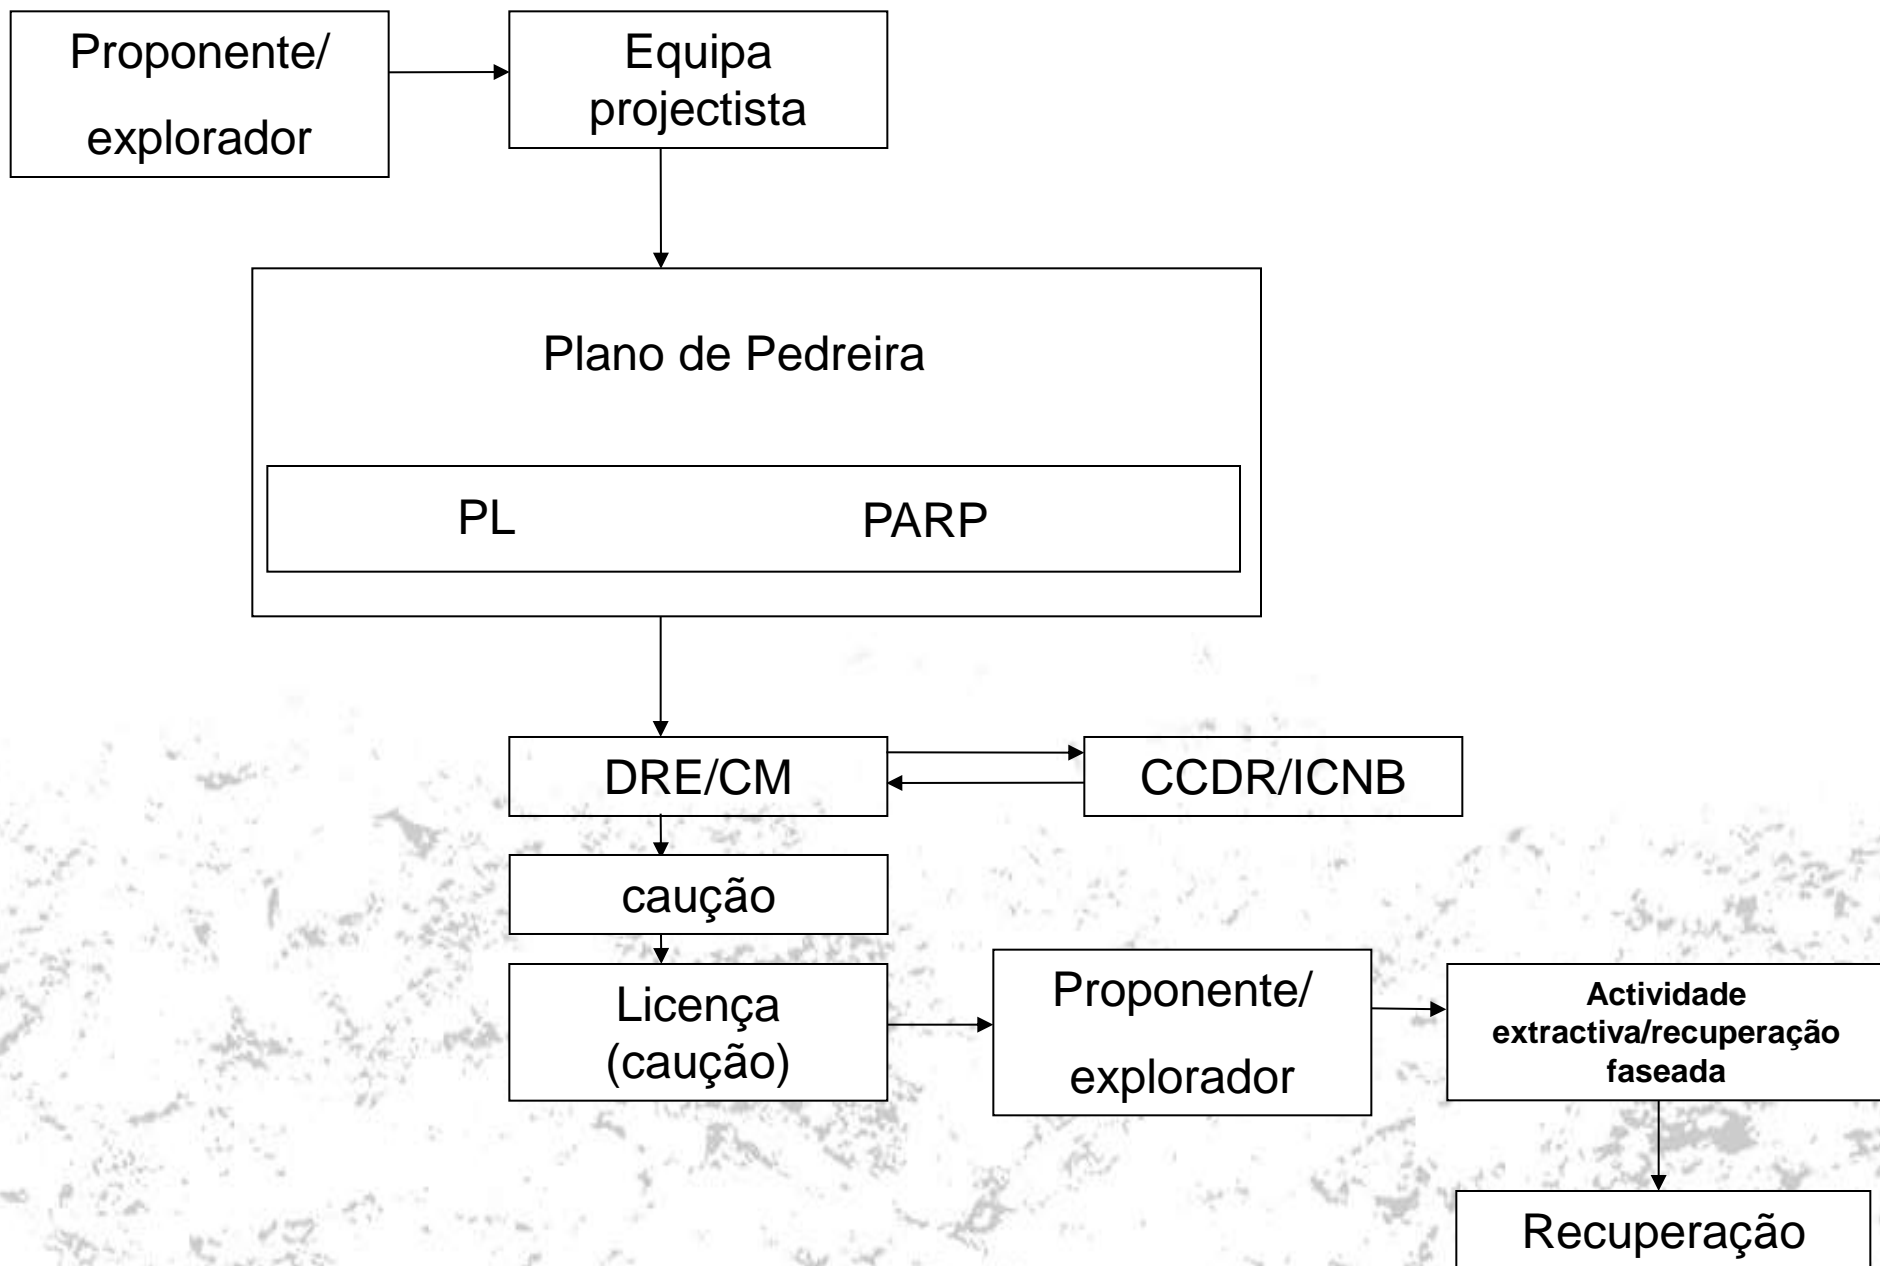 Proponente/
explorador
Equipa
projectista
Plano de Pedreira
PL
PARP
DRE/CM
CCDR/ICNB
caução
Licença
(caução)
Proponente/
explorador
Actividade
extractiva/recuperação
faseada
Recuperação